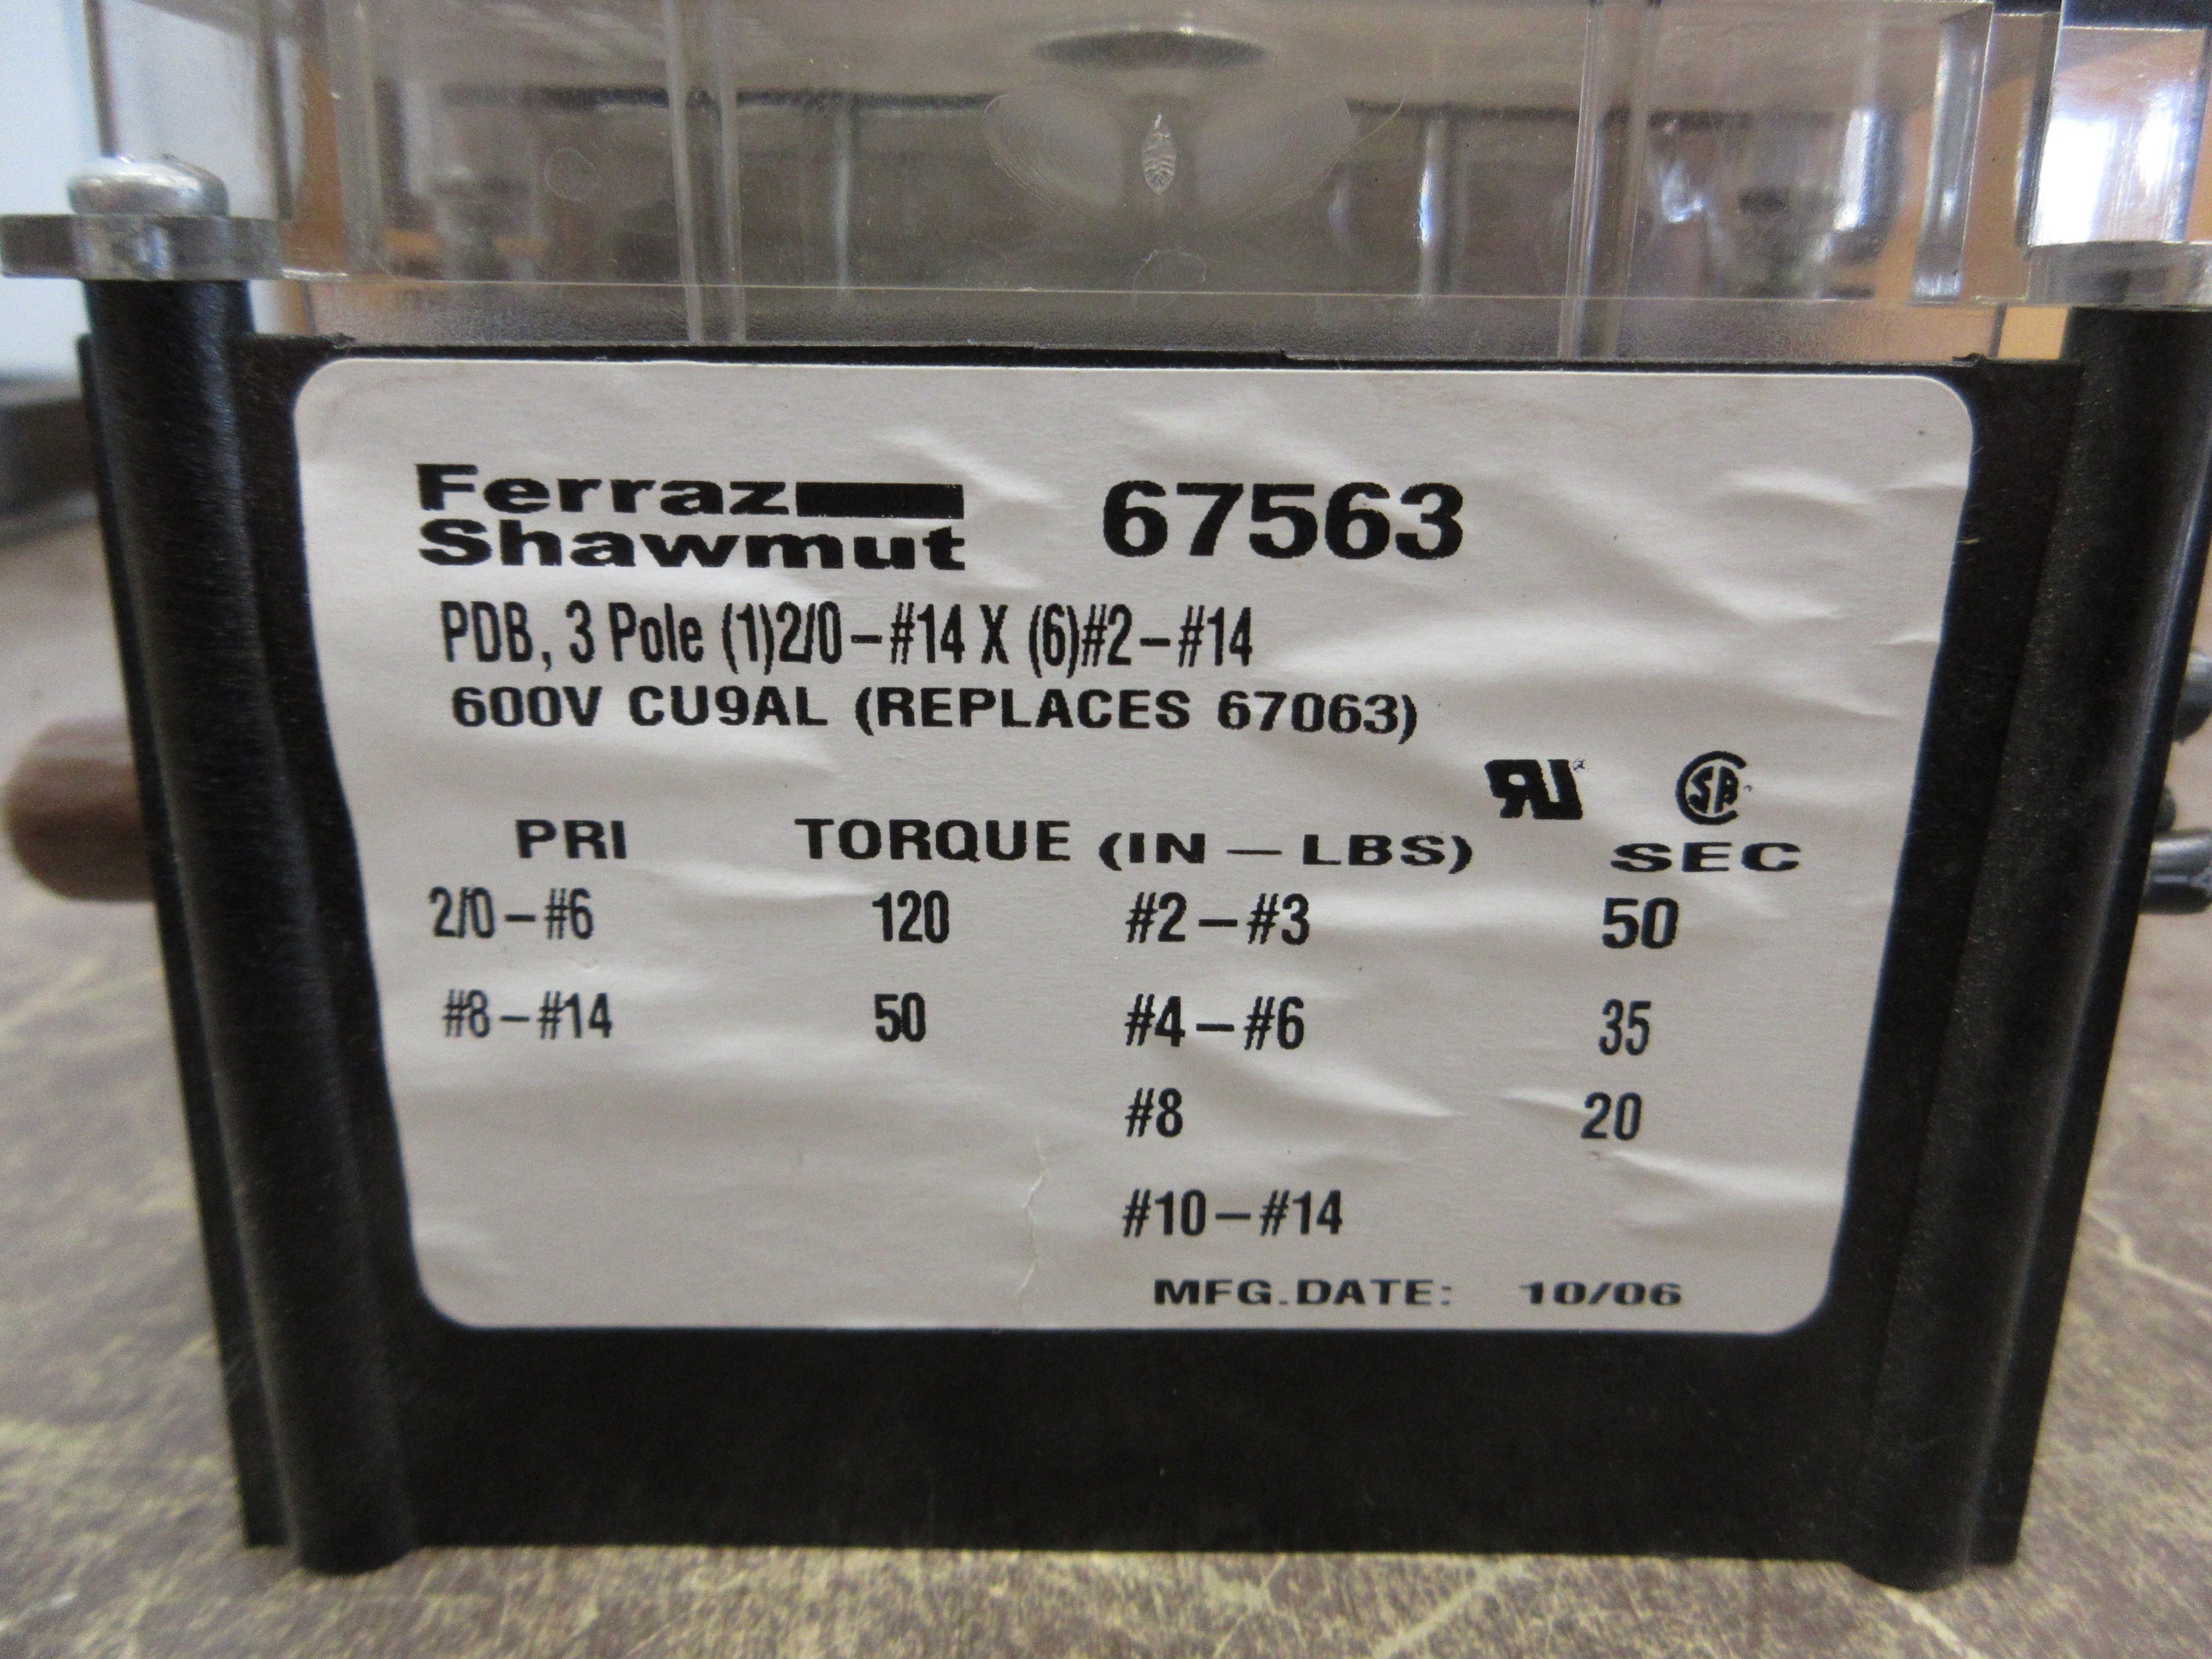 Ferraz
Shawmut 67563
PDB, 3 Pole (1)2/0-#14 X (6)#2-#14
600V CU9AL (REPLACES 67063)
PRI TORQUE (IN-LBS) SEC
2/0-#6 120 #2-#3 50
#8-#14 50 #4-#6 35
#8 20
#10-#14
MFG.DATE: 10/06